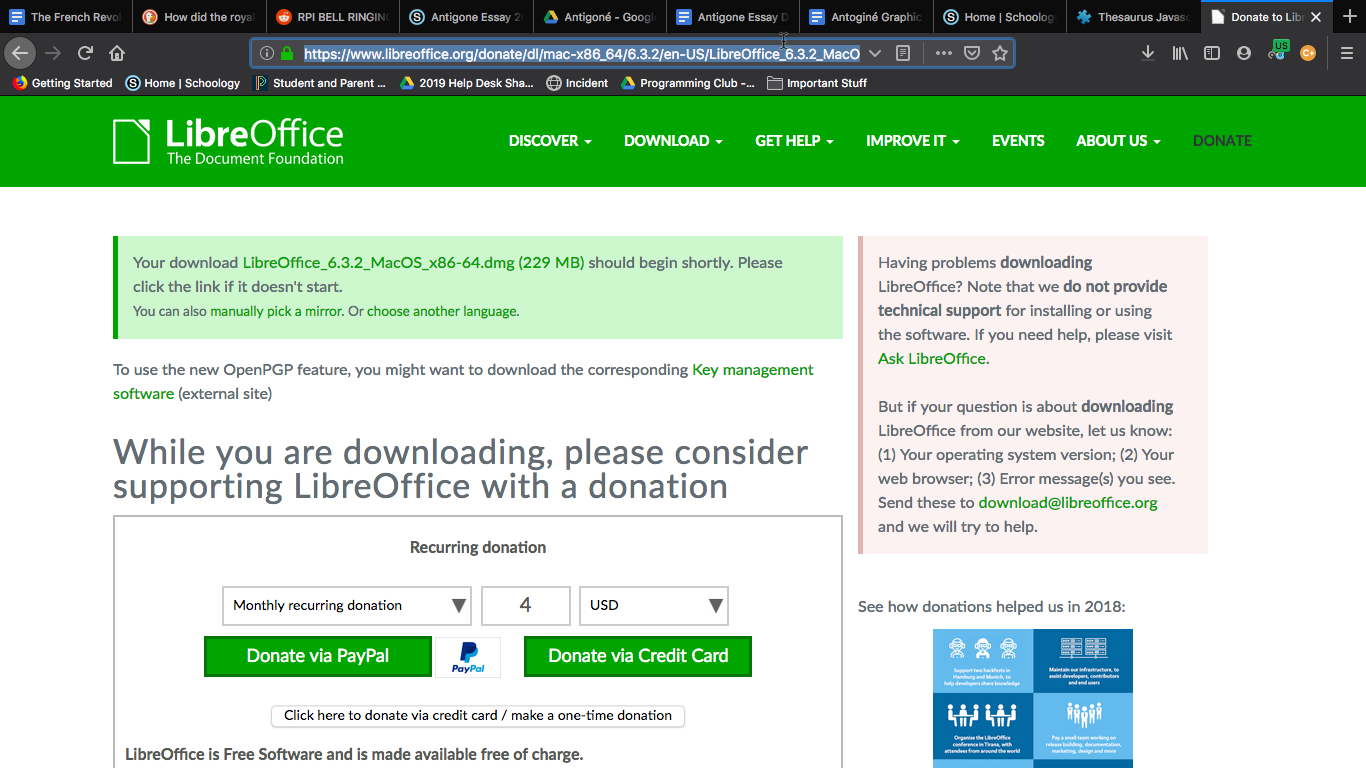 The French Revol
How did the royal
RPI BELL RINGING
Antigone Essay 2
Antigoné - Google
Antigone Essay D
Antoginé Graphic
Home | Schoology
Thesaurus Javasc
Donate to Libr
https://www.libreoffice.org/donate/dl/mac-x86_64/6.3.2/en-US/LibreOffice_6.3.2_MacO
US
C+
Getting Started
Home | Schoology
Student and Parent ...
2019 Help Desk Sha...
Incident
Programming Club -...
Important Stuff
LibreOffice
The Document Foundation
DISCOVER
DOWNLOAD
GET HELP
IMPROVE IT
EVENTS
ABOUT US
DONATE
Your download LibreOffice_6.3.2_MacOS_x86-64.dmg (229 MB) should begin shortly. Please
click the link if it doesn't start.
You can also manually pick a mirror. Or choose another language.
To use the new OpenPGP feature, you might want to download the corresponding Key management
software (external site)
While you are downloading, please consider
supporting LibreOffice with a donation
Recurring donation
Monthly recurring donation
4
USD
Donate via PayPal
PayPal
Donate via Credit Card
Click here to donate via credit card / make a one-time donation
LibreOffice is Free Software and is made available free of charge.
Having problems downloading
LibreOffice? Note that we do not provide
technical support for installing or using
the software. If you need help, please visit
Ask LibreOffice.
But if your question is about downloading
LibreOffice from our website, let us know:
(1) Your operating system version; (2) Your
web browser; (3) Error message(s) you see.
Send these to download@libreoffice.org
and we will try to help.
See how donations helped us in 2018:
Support two hackfests in
Hamburg and Munich, to
help developers share knowledge
Maintain our infrastructure, to
assist developers, contributors
and end users
Organise the LibreOffice
conference in Tirana, with
attendees from around the world
Pay a small team working on
release building, documentation,
marketing, design and more